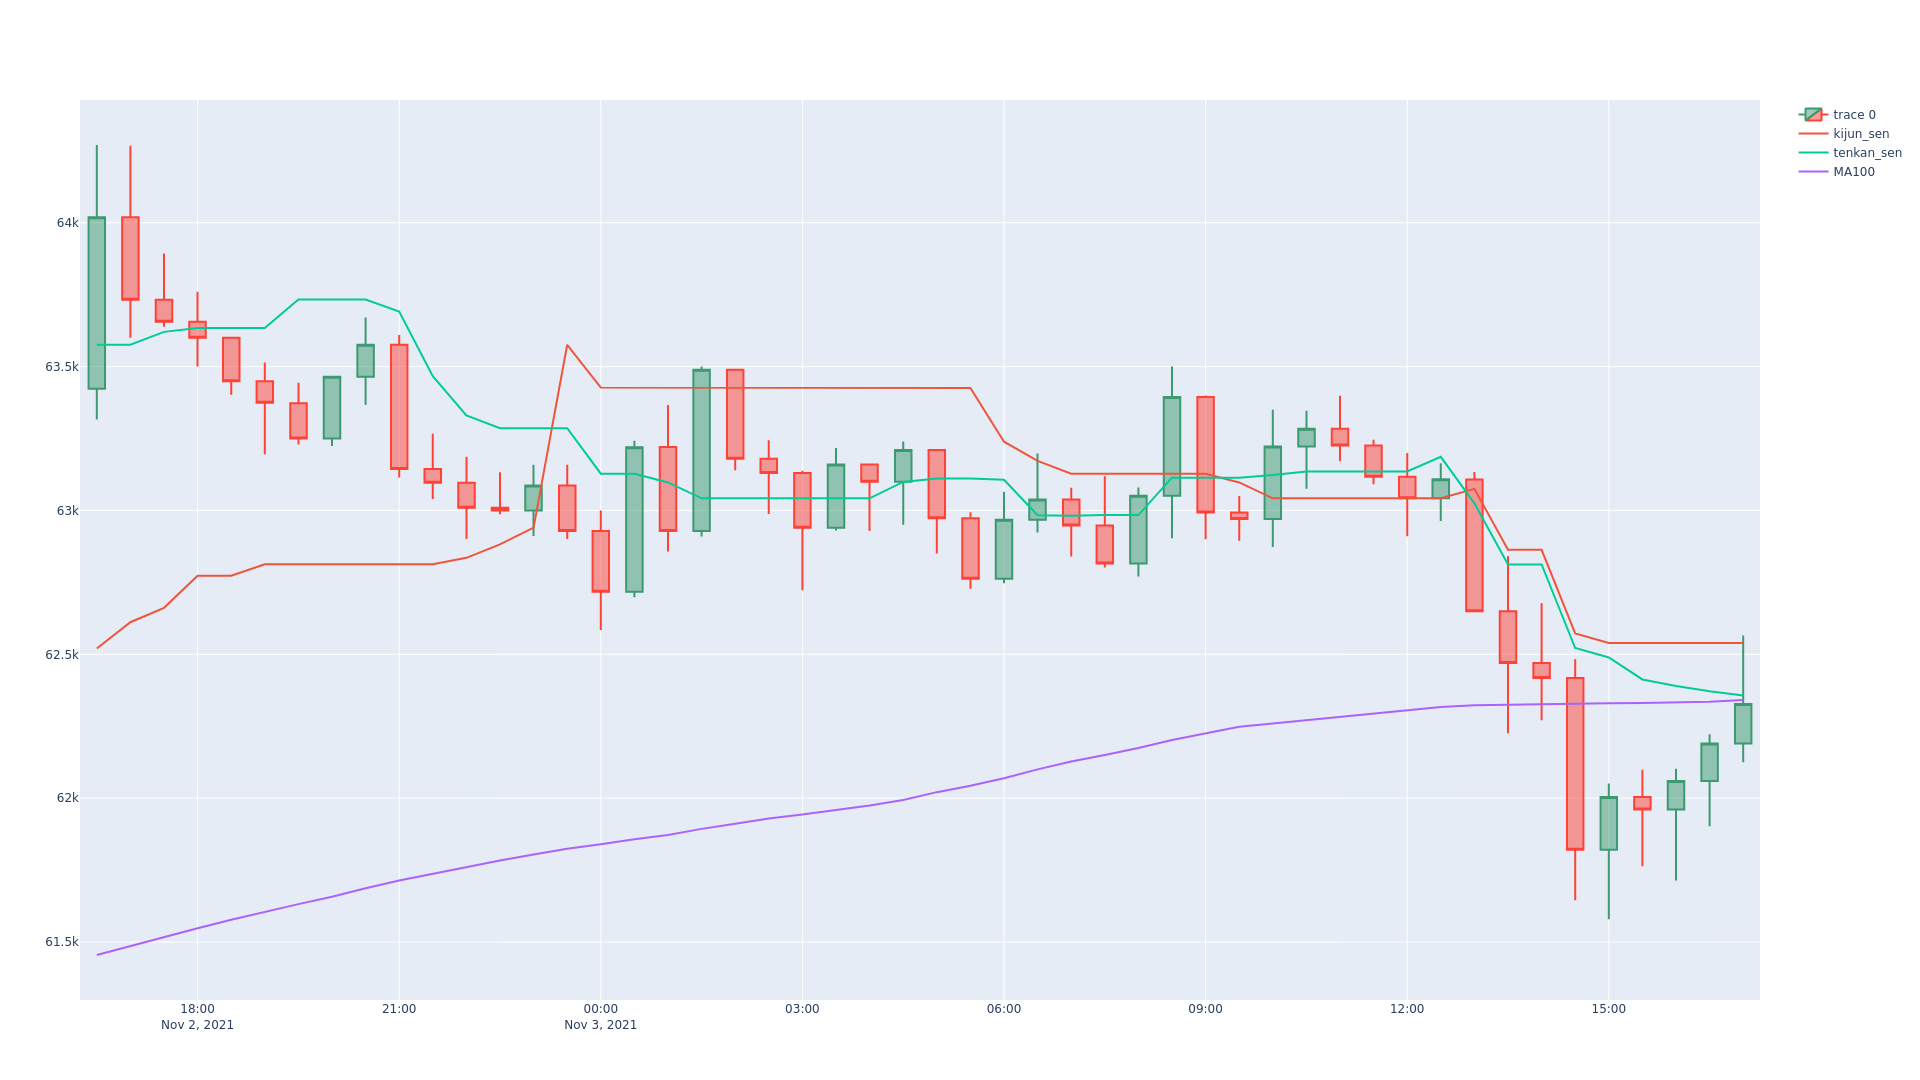 trace 0
kijun_sen
tenkan_sen
MA100
64k
63.5k
63k
62.5k
62k
61.5k
18:00
Nov 2, 2021
21:00
00:00
Nov 3, 2021
03:00
06:00
09:00
12:00
15:00